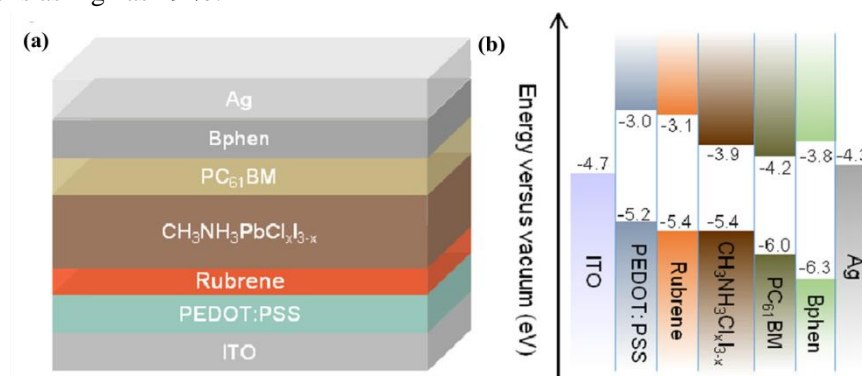 (a)
Ag
Bphen
PC₆₁BM
CH₃NH₃PbClₓI₃₋ₓ
Rubrene
PEDOT:PSS
ITO
(b)
Energy versus vacuum (eV)
-3.0
-3.1
-3.9
-4.2
-3.8
-4.3
-4.7
-5.2
-5.4
-5.4
-6.0
-6.3
ITO
PEDOT:PSS
Rubrene
CH₃NH₃ClₓI₃₋ₓ
PC₆₁BM
Bphen
Ag